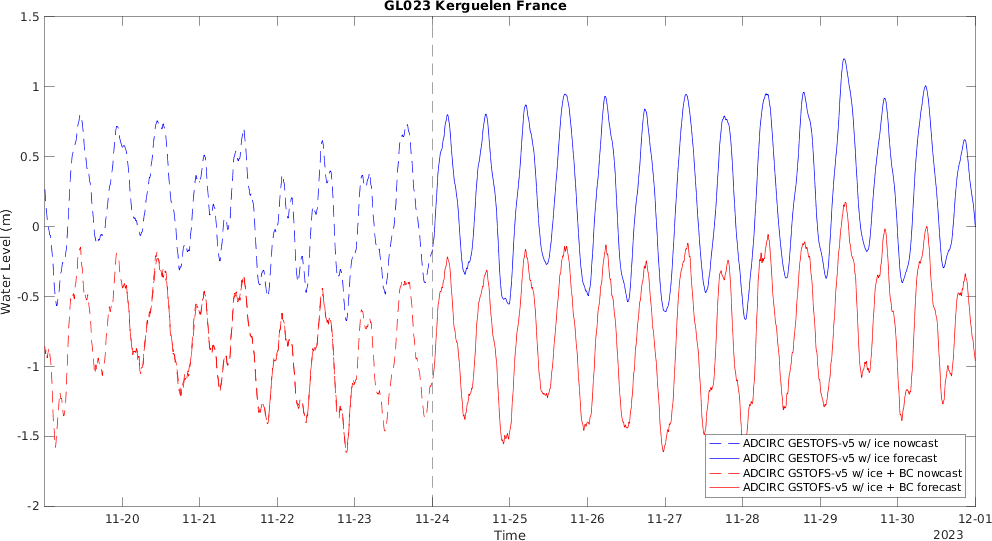 GL023 Kerguelen France
1.5
1
0.5
0
-0.5
-1
-1.5
-2
Water Level (m)
ADCIRC GESTOFS-v5 w/ ice nowcast
ADCIRC GESTOFS-v5 w/ ice forecast
ADCIRC GSTOFS-v5 w/ ice + BC nowcast
ADCIRC GSTOFS-v5 w/ ice + BC forecast
11-20 11-21 11-22 11-23 11-24 11-25 11-26 11-27 11-28 11-29 11-30 12-01
Time 2023